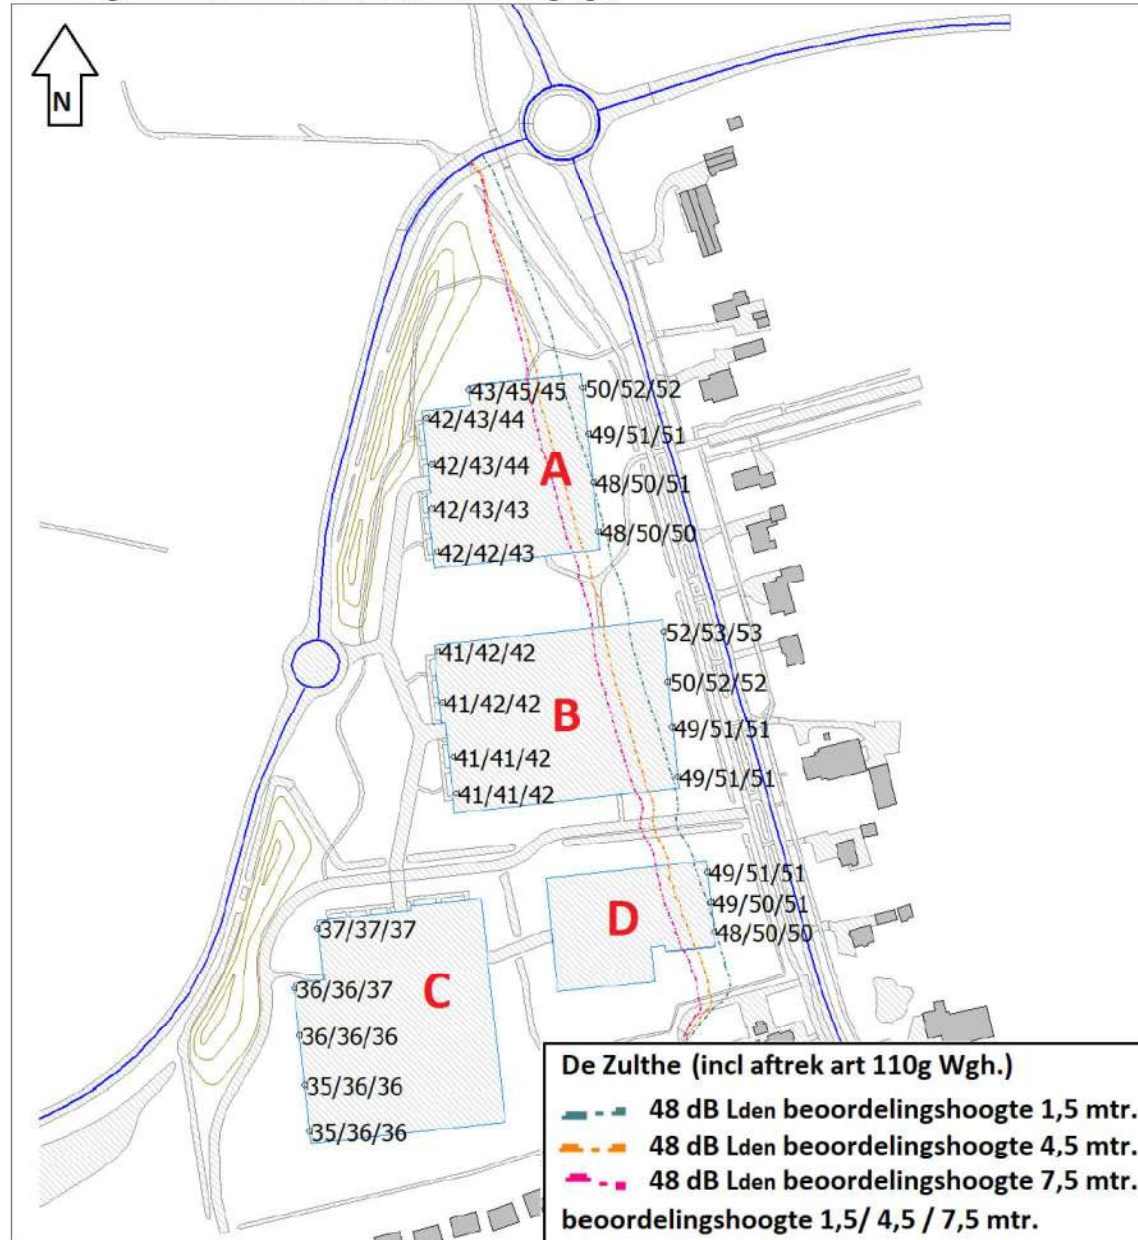 N
43/45/45
50/52/52
42/43/44
49/51/51
42/43/44
A
48/50/51
42/43/43
48/50/50
42/42/43
52/53/53
41/42/42
50/52/52
41/42/42
B
49/51/51
41/41/42
49/51/51
41/41/42
49/51/51
49/50/51
D
48/50/50
37/37/37
36/36/37
C
36/36/36
35/36/36
35/36/36
De Zulthe (incl aftrek art 110g Wgh.)
48 dB Lden beoordelingshoogte 1,5 mtr.
48 dB Lden beoordelingshoogte 4,5 mtr.
48 dB Lden beoordelingshoogte 7,5 mtr.
beoordelingshoogte 1,5/ 4,5 / 7,5 mtr.